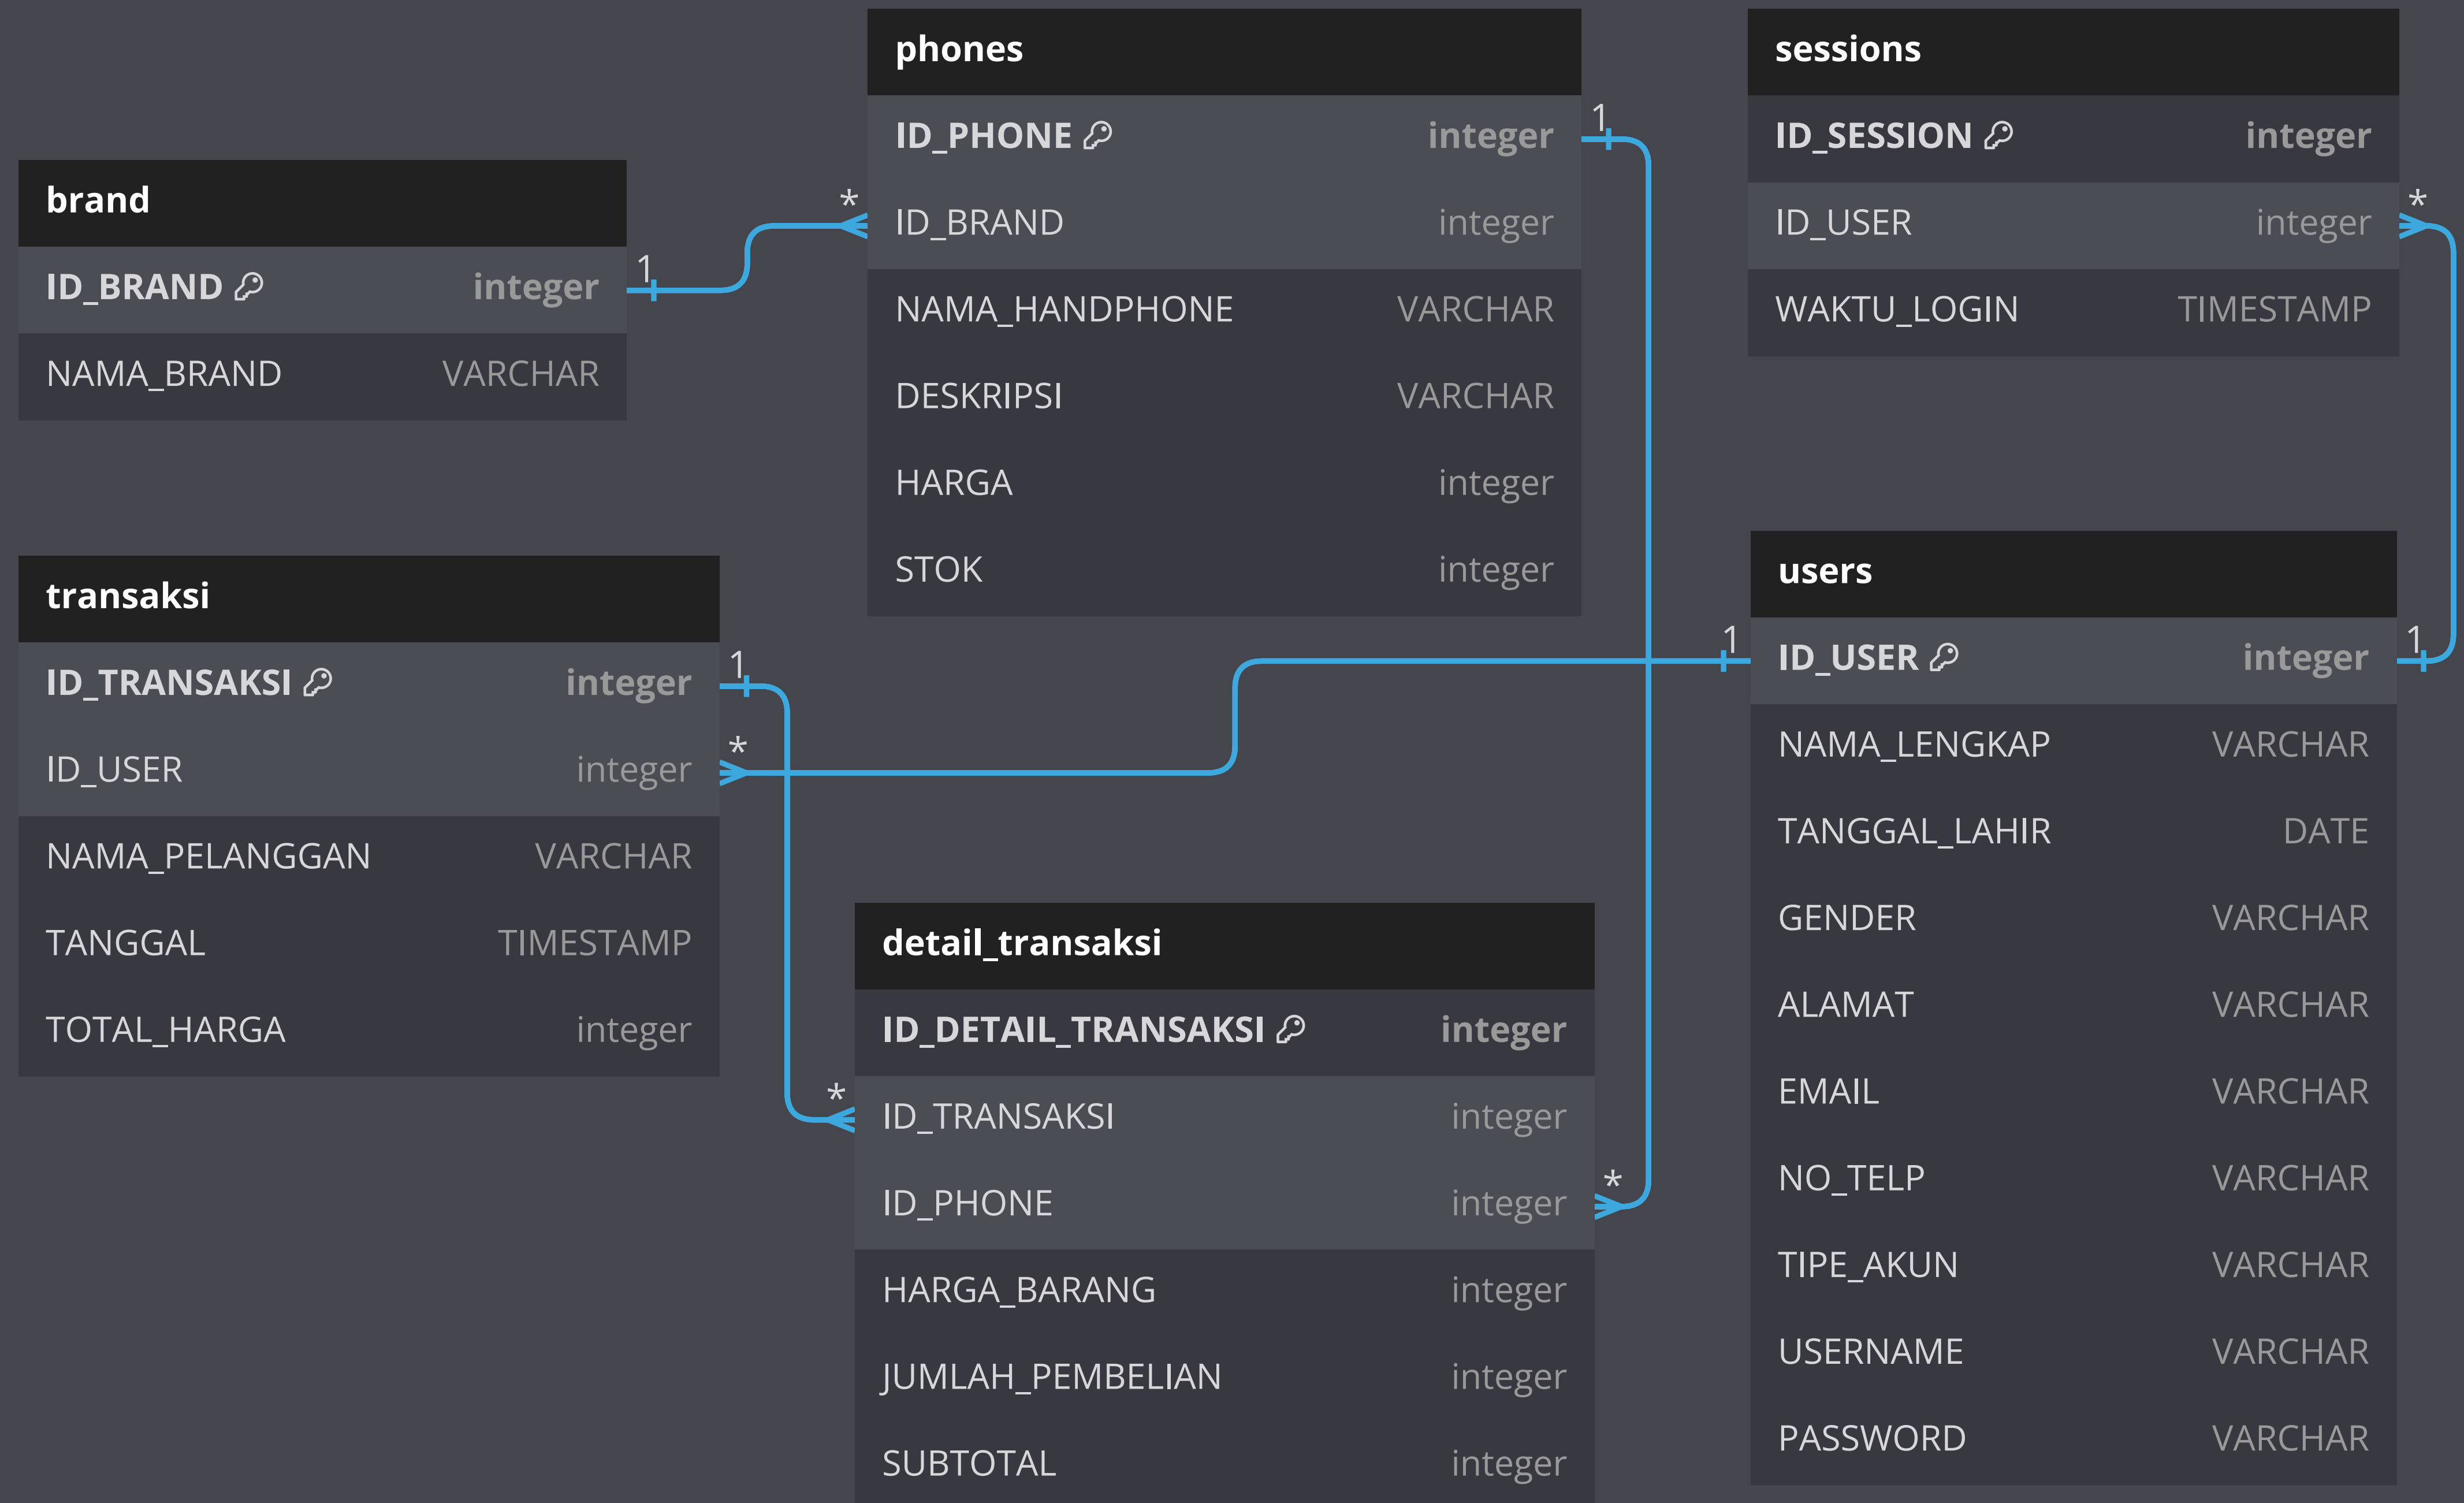 brand
ID_BRAND integer
NAMA_BRAND VARCHAR
1
*
phones
ID_PHONE integer
ID_BRAND integer
NAMA_HANDPHONE VARCHAR
DESKRIPSI VARCHAR
HARGA integer
STOK integer
1
sessions
ID_SESSION integer
ID_USER integer
WAKTU_LOGIN TIMESTAMP
*
transaksi
ID_TRANSAKSI integer
ID_USER integer
NAMA_PELANGGAN VARCHAR
TANGGAL TIMESTAMP
TOTAL_HARGA integer
1
*
detail_transaksi
ID_DETAIL_TRANSAKSI integer
ID_TRANSAKSI integer
ID_PHONE integer
HARGA_BARANG integer
JUMLAH_PEMBELIAN integer
SUBTOTAL integer
*
*
1
users
ID_USER integer
NAMA_LENGKAP VARCHAR
TANGGAL_LAHIR DATE
GENDER VARCHAR
ALAMAT VARCHAR
EMAIL VARCHAR
NO_TELP VARCHAR
TIPE_AKUN VARCHAR
USERNAME VARCHAR
PASSWORD VARCHAR
1